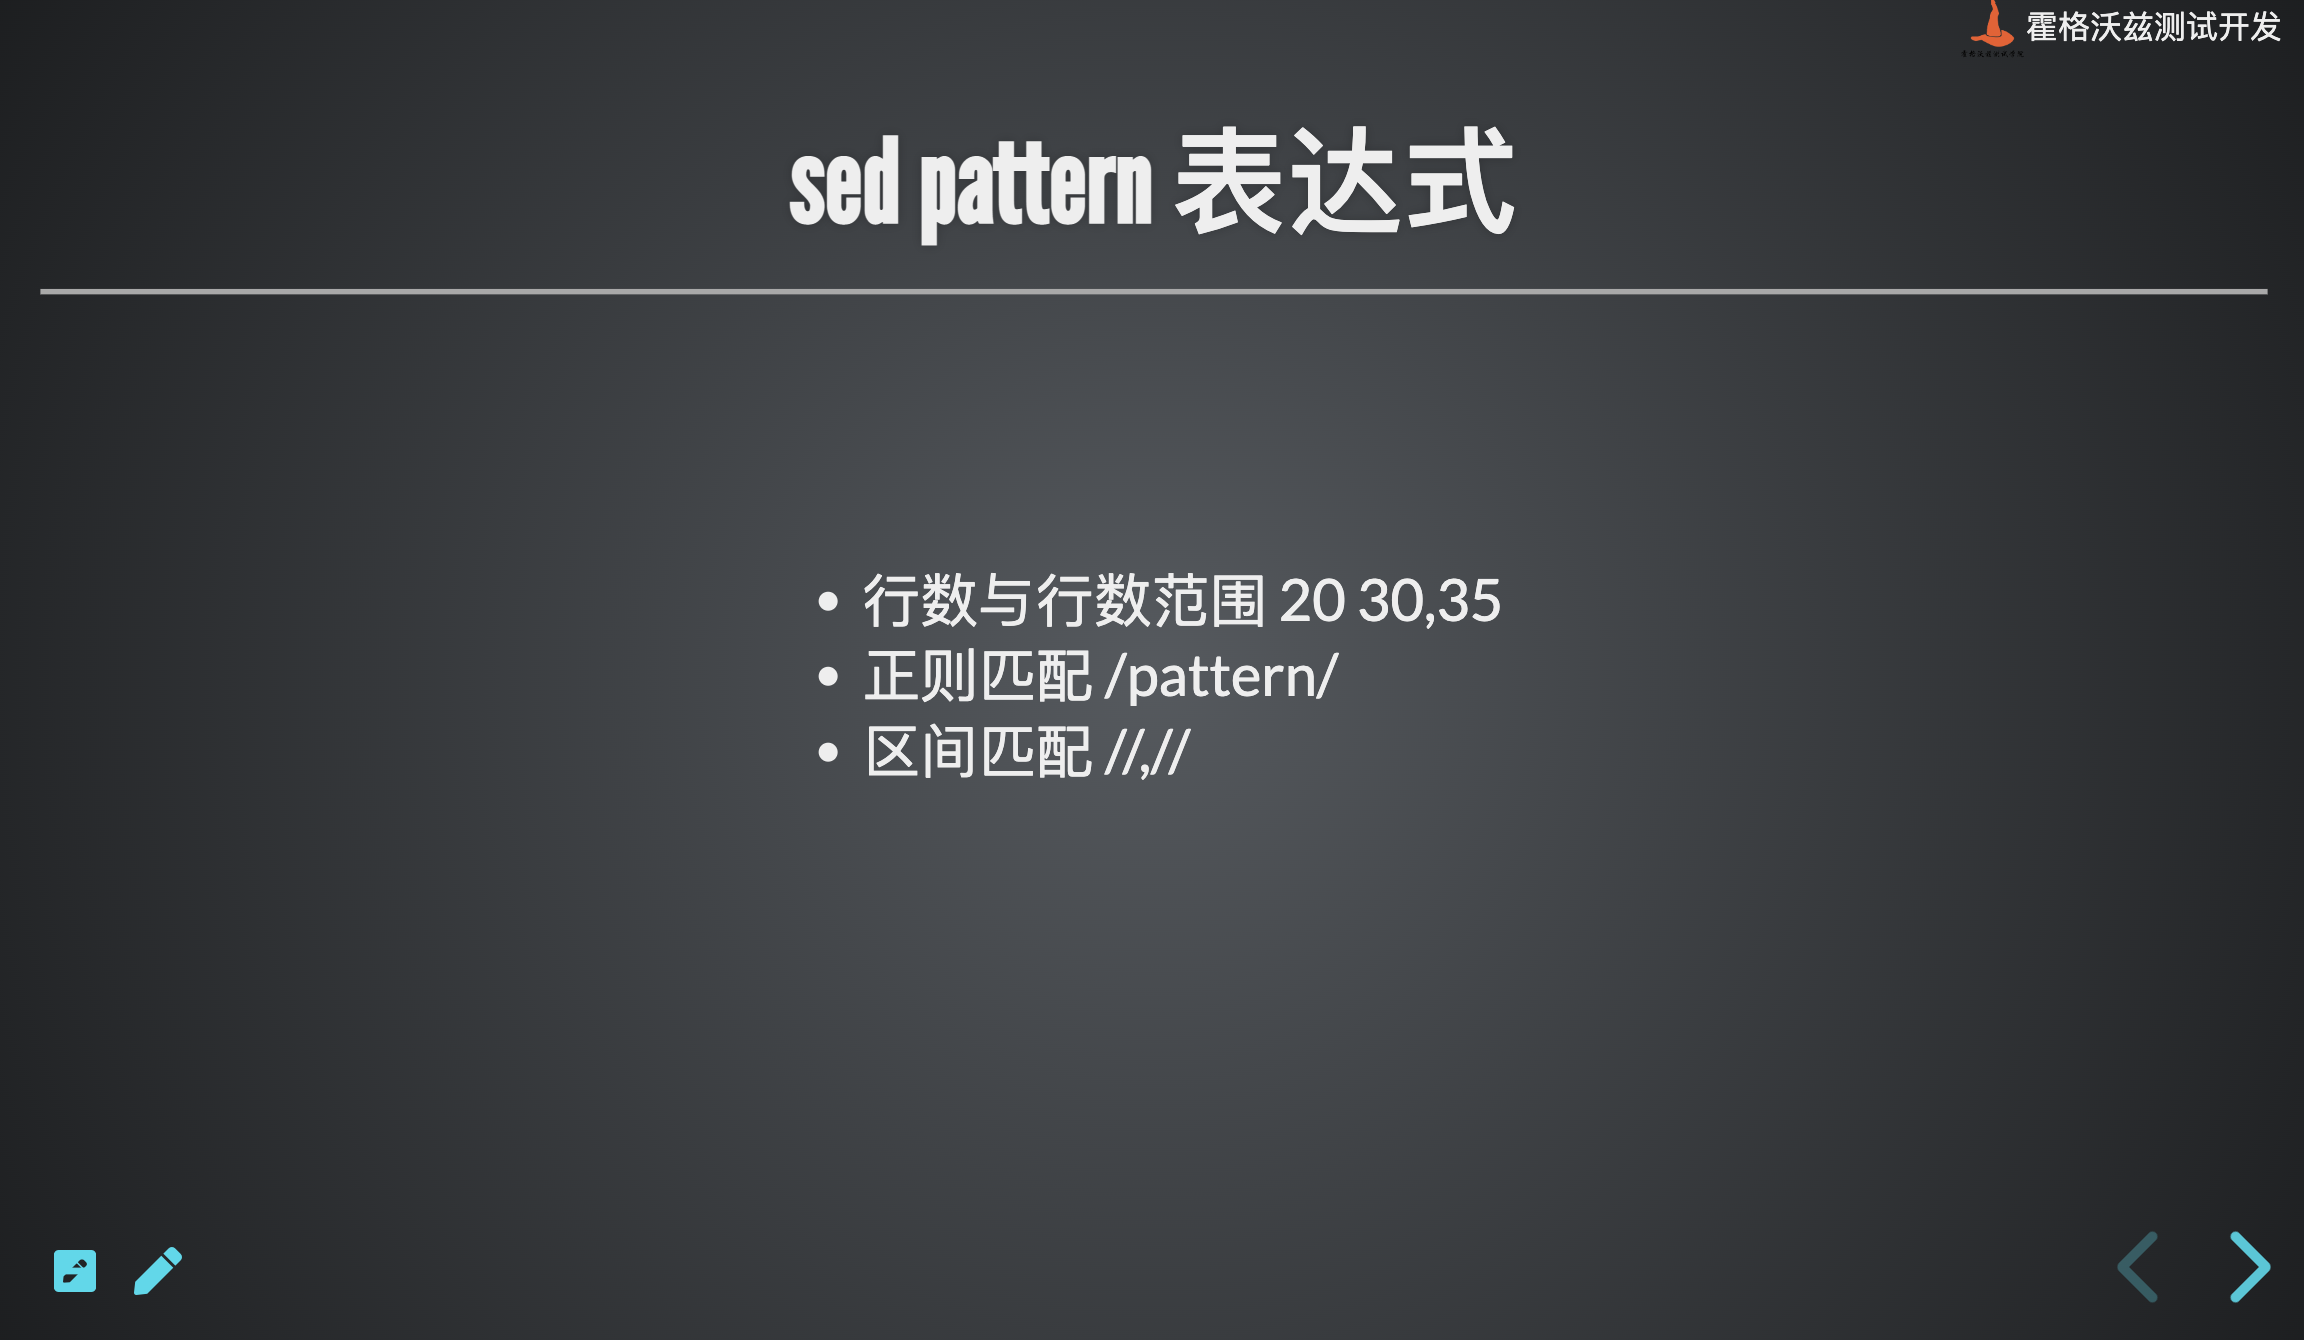 霍格沃兹测试开发
sed pattern 表达式
行数与行数范围 20 30,35
正则匹配 /pattern/
区间匹配 //,//